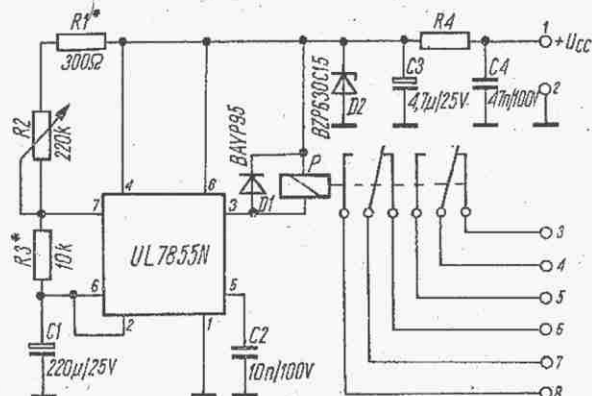 R1*
300Ω
R4
1
+Ucc
C3
4,7μ/25V
C4
47n/100V
2
BZP630C15
D2
R2
220k
BAYP95
D1
P
4
8
7
3
UL7855N
R3*
10k
6
5
2
1
C1
220μ/25V
C2
10n/100V
3
4
5
6
7
8